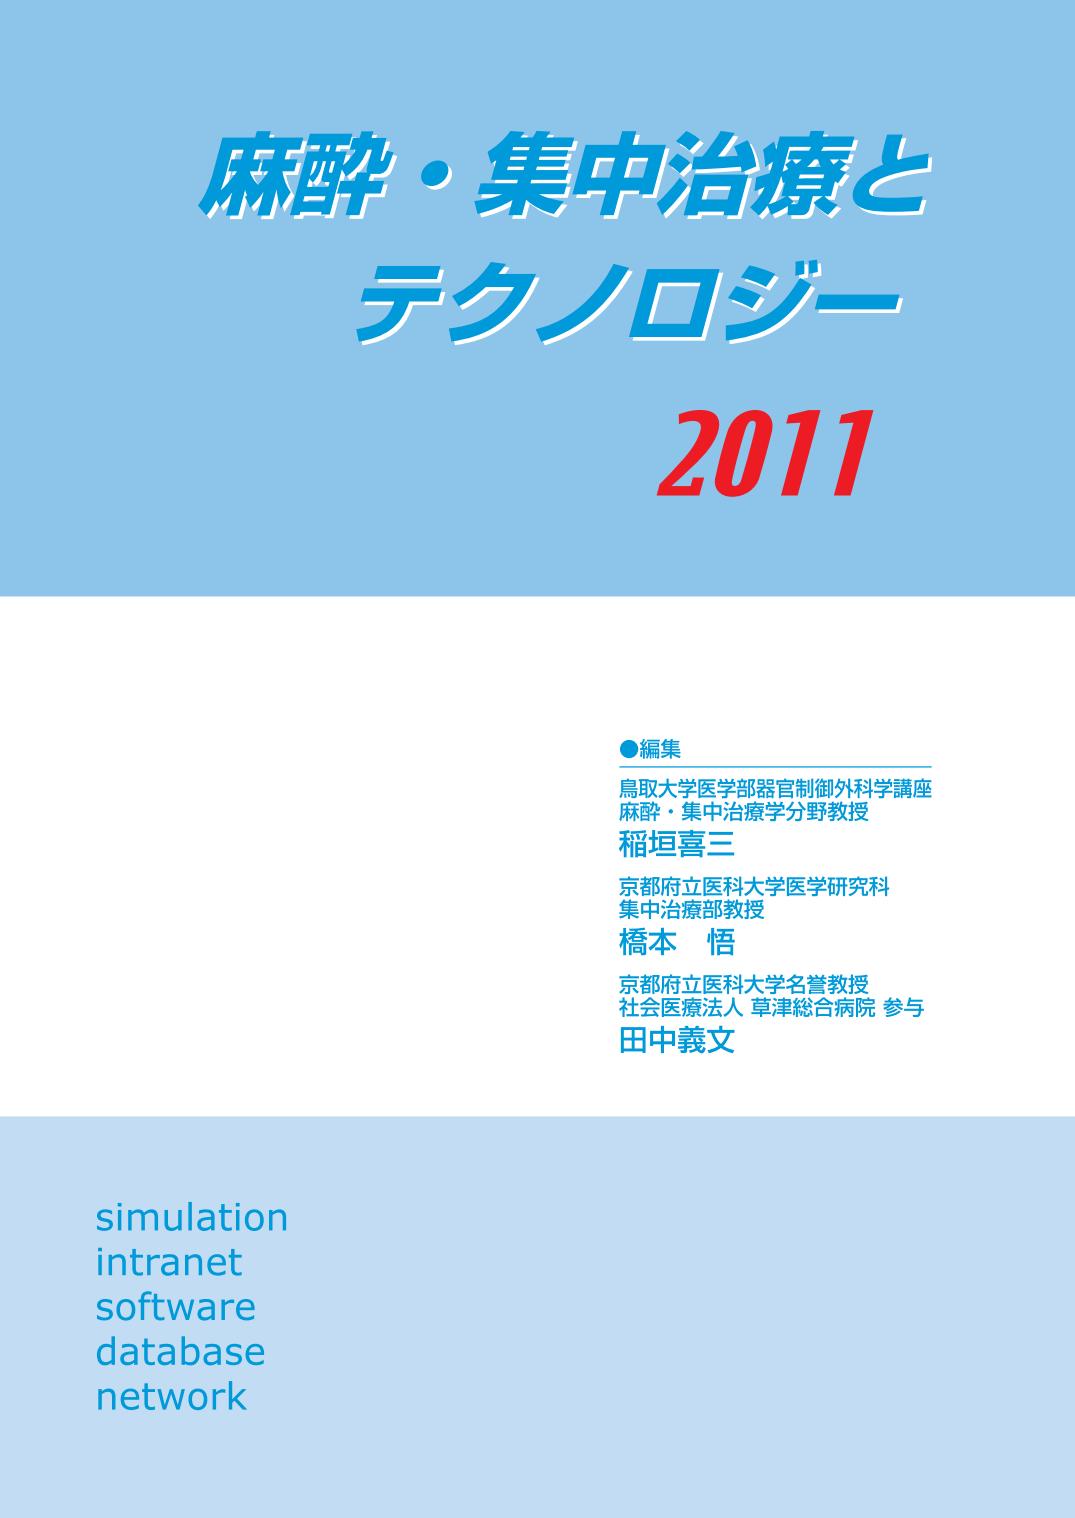 麻酔・集中治療と
テクノロジー
2011
●編集
鳥取大学医学部器官制御外科学講座
麻酔・集中治療学分野教授
稲垣喜三
京都府立医科大学医学研究科
集中治療部教授
橋本　悟
京都府立医科大学名誉教授
社会医療法人 草津総合病院 参与
田中義文
simulation
intranet
software
database
network